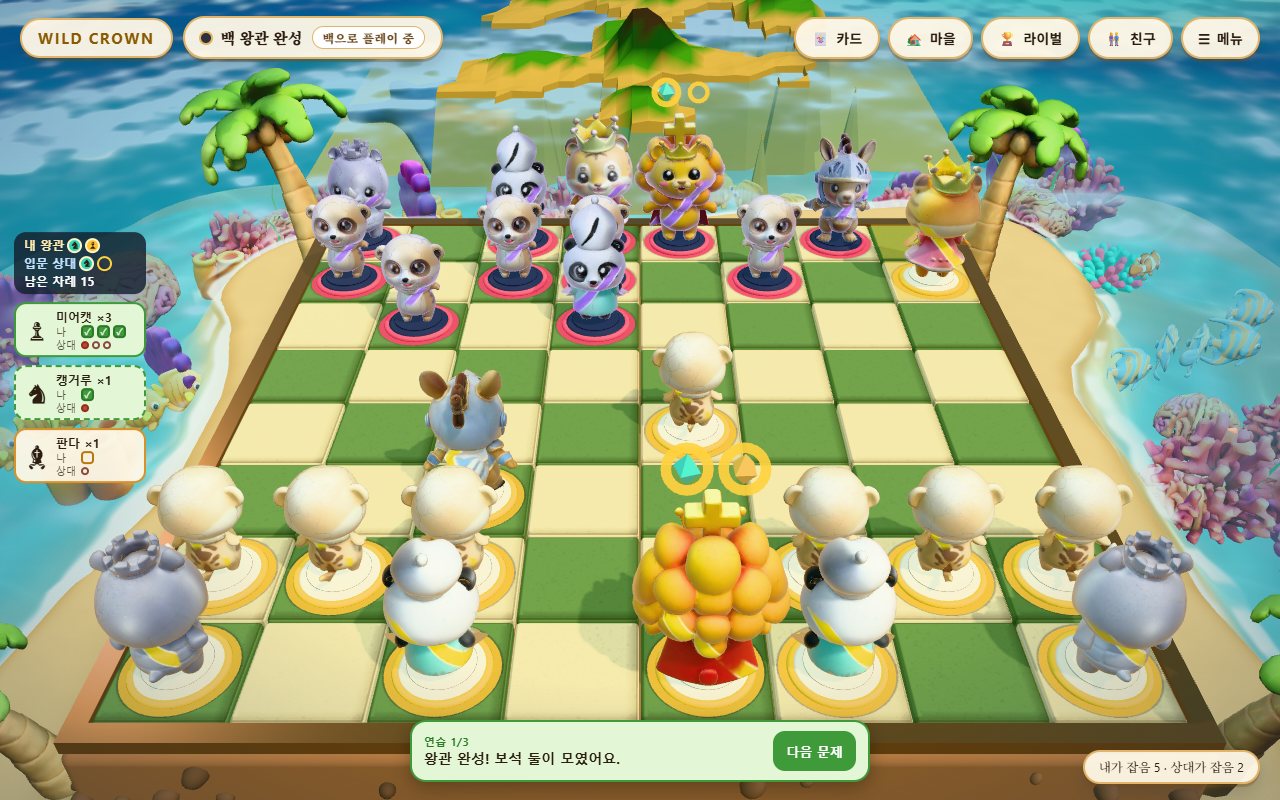 WILD CROWN
백 왕관 완성 백으로 플레이 중
카드
마을
라이벌
친구
메뉴
내 왕관
입문 상대
남은 차례 15
미어캣 ×3
나
상대
캥거루 ×1
나
상대
판다 ×1
나
상대
연습 1/3
왕관 완성! 보석 둘이 모였어요.
다음 문제
내가 잡음 5 · 상대가 잡음 2